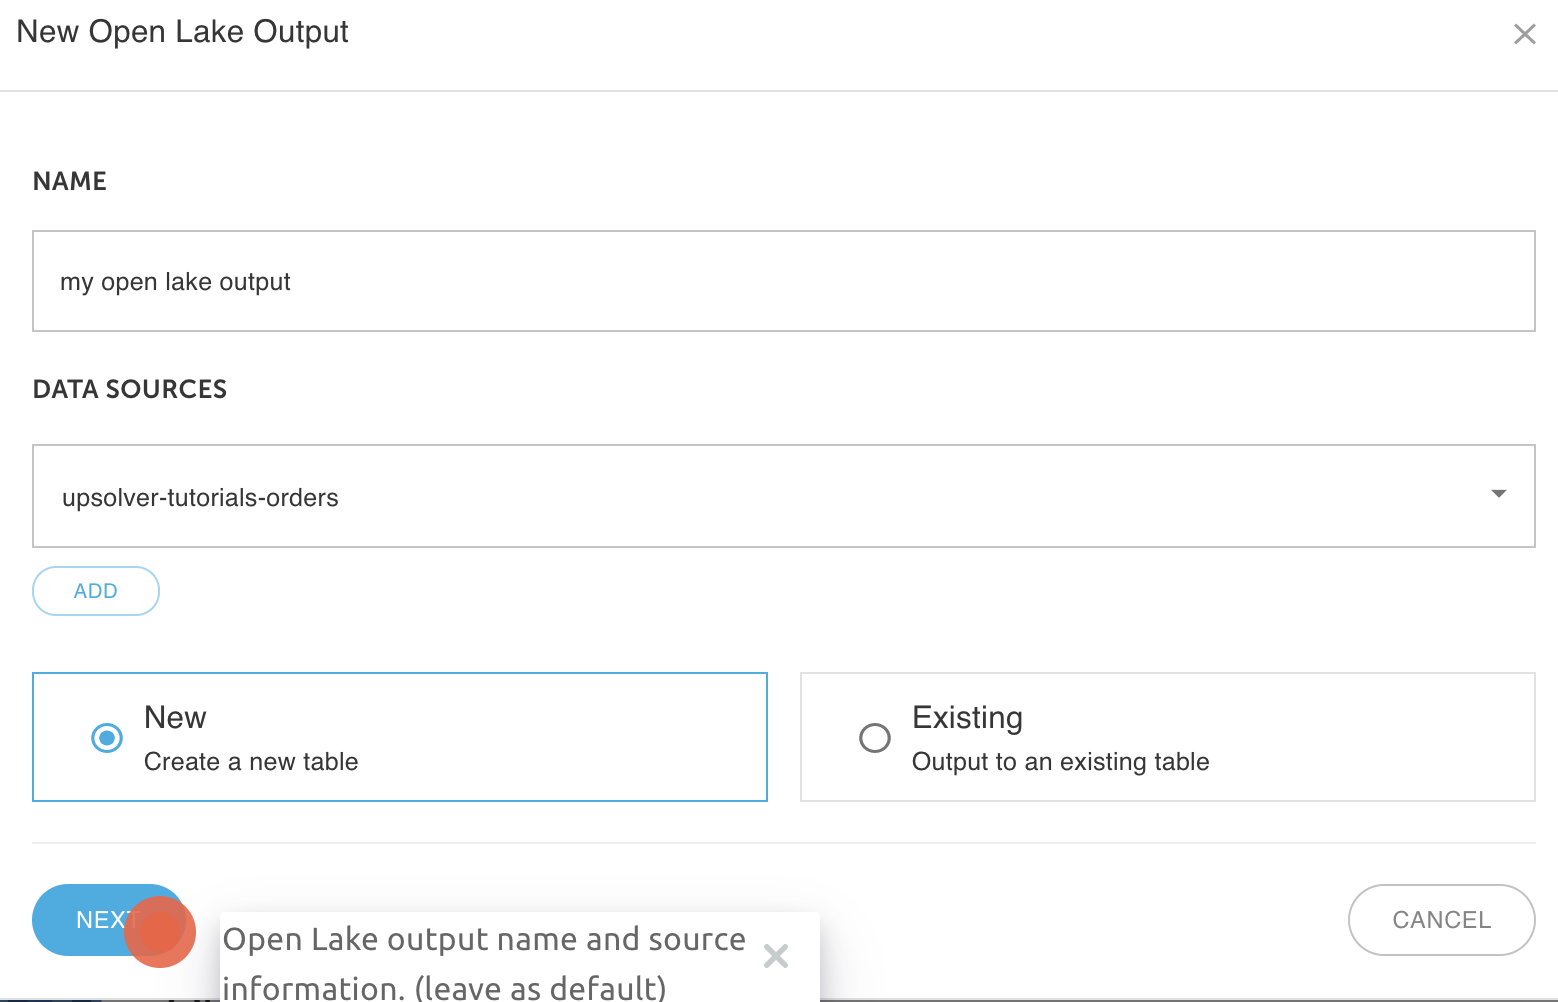 New Open Lake Output
NAME
my open lake output
DATA SOURCES
upsolver-tutorials-orders
ADD
New
Create a new table
Existing
Output to an existing table
NEXT
CANCEL
Open Lake output name and source
information. (leave as default)